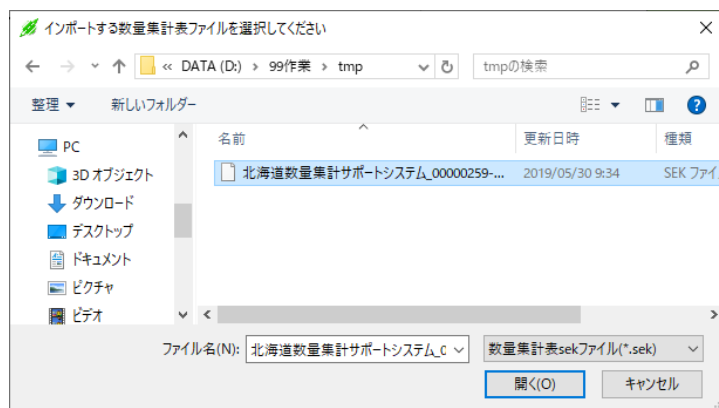 インポートする数量集計表ファイルを選択してください
« DATA (D:) › 99作業 › tmp
tmpの検索
整理 新しいフォルダー
名前 更新日時 種類
PC
3D オブジェクト
ダウンロード
デスクトップ
ドキュメント
ピクチャ
ビデオ
北海道数量集計サポートシステム_00000259-... 2019/05/30 9:34 SEK ファイ
ファイル名(N): 北海道数量集計サポートシステム_0 数量集計表sekファイル(*.sek)
開く(O) キャンセル